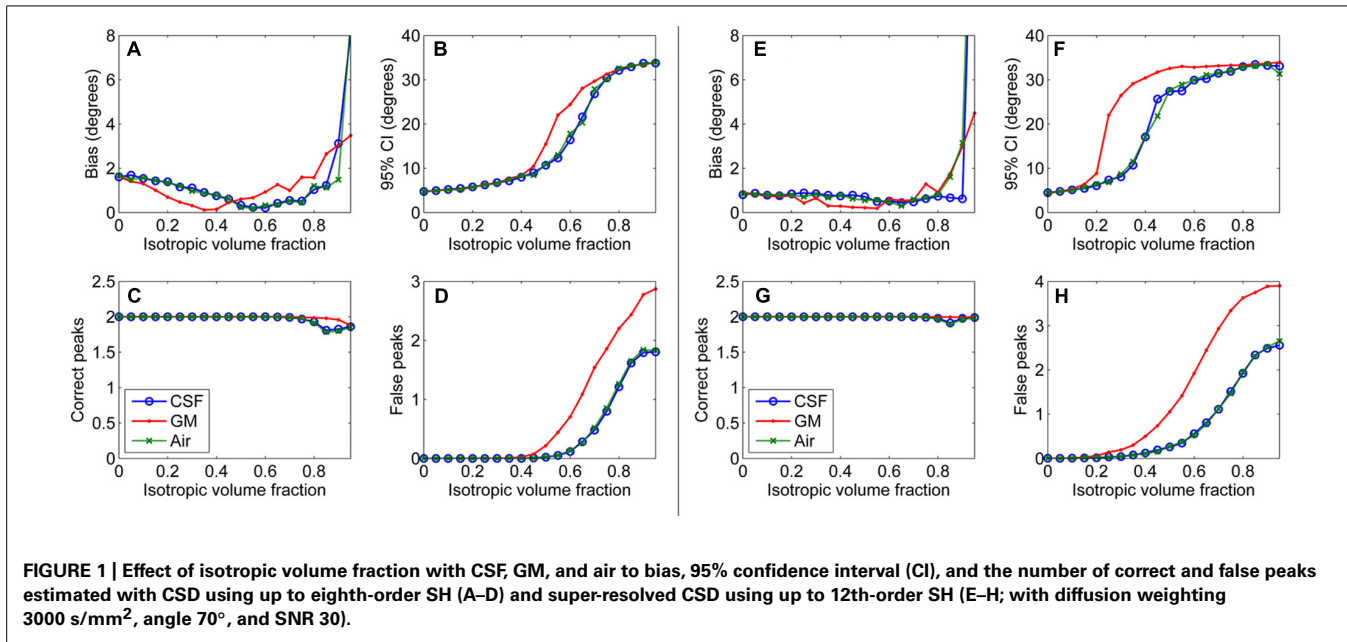 A
Bias (degrees)
8
6
4
2
0
0 0.2 0.4 0.6 0.8
Isotropic volume fraction
B
95% CI (degrees)
40
30
20
10
0
0 0.2 0.4 0.6 0.8
Isotropic volume fraction
E
Bias (degrees)
8
6
4
2
0
0 0.2 0.4 0.6 0.8
Isotropic volume fraction
F
95% CI (degrees)
40
30
20
10
0
0 0.2 0.4 0.6 0.8
Isotropic volume fraction
C
Correct peaks
2.5
2
1.5
1
0.5
0
CSF
GM
Air
0 0.2 0.4 0.6 0.8
Isotropic volume fraction
D
False peaks
3
2
1
0
0 0.2 0.4 0.6 0.8
Isotropic volume fraction
G
Correct peaks
2.5
2
1.5
1
0.5
0
0 0.2 0.4 0.6 0.8
Isotropic volume fraction
H
False peaks
4
3
2
1
0
0 0.2 0.4 0.6 0.8
Isotropic volume fraction
FIGURE 1 | Effect of isotropic volume fraction with CSF, GM, and air to bias, 95% confidence interval (CI), and the number of correct and false peaks
estimated with CSD using up to eighth-order SH (A–D) and super-resolved CSD using up to 12th-order SH (E–H; with diffusion weighting
3000 s/mm², angle 70°, and SNR 30).